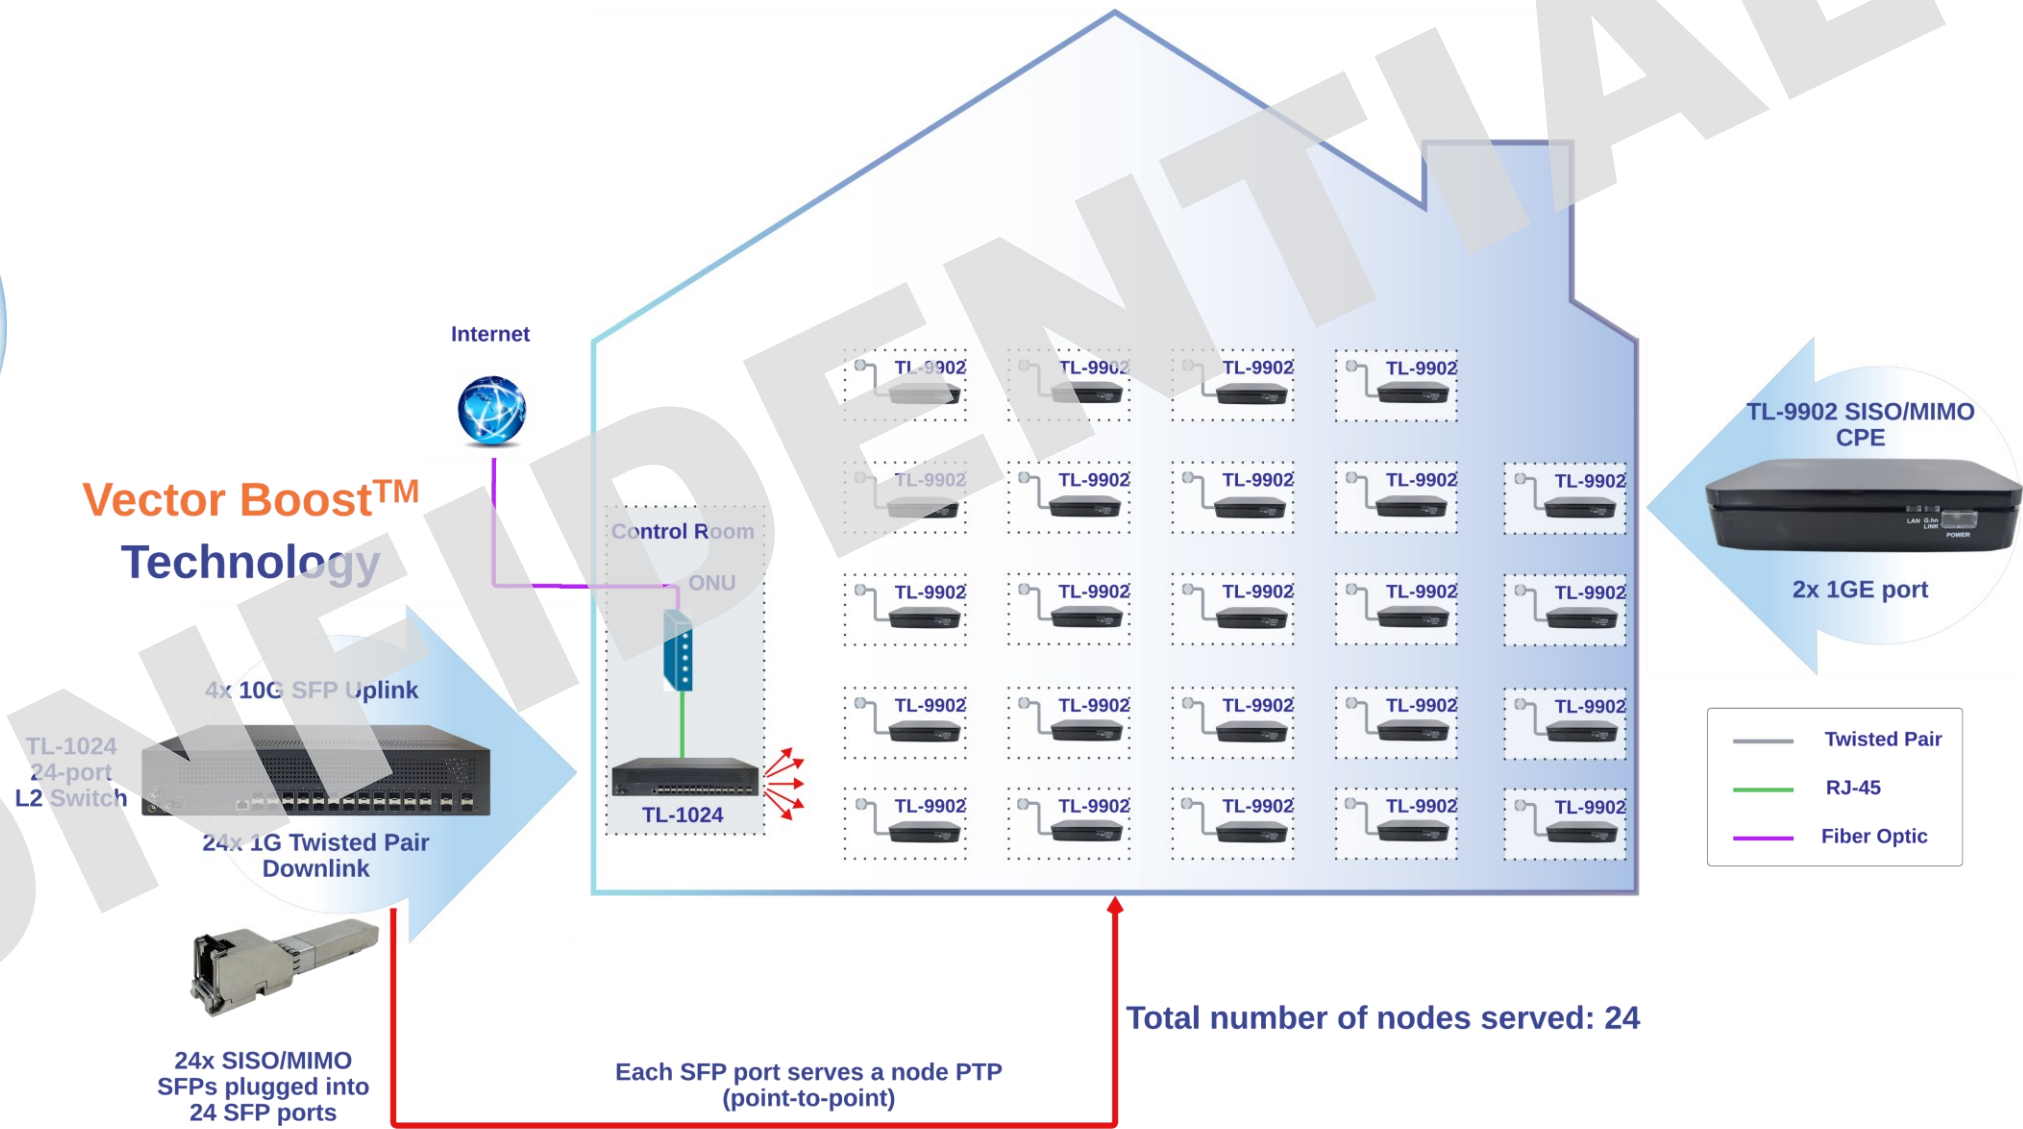 CONFIDENTIAL
Internet
Vector Boost™
Technology
4x 10G SFP Uplink
TL-1024
24-port
L2 Switch
24x 1G Twisted Pair
Downlink
24x SISO/MIMO
SFPs plugged into
24 SFP ports
Control Room
ONU
TL-1024
TL-9902 TL-9902 TL-9902 TL-9902
TL-9902 TL-9902 TL-9902 TL-9902 TL-9902
TL-9902 TL-9902 TL-9902 TL-9902 TL-9902
TL-9902 TL-9902 TL-9902 TL-9902 TL-9902
TL-9902 TL-9902 TL-9902 TL-9902 TL-9902
TL-9902 SISO/MIMO
CPE
LAN G.hn
LINK
POWER
2x 1GE port
Twisted Pair
RJ-45
Fiber Optic
Total number of nodes served: 24
Each SFP port serves a node PTP
(point-to-point)